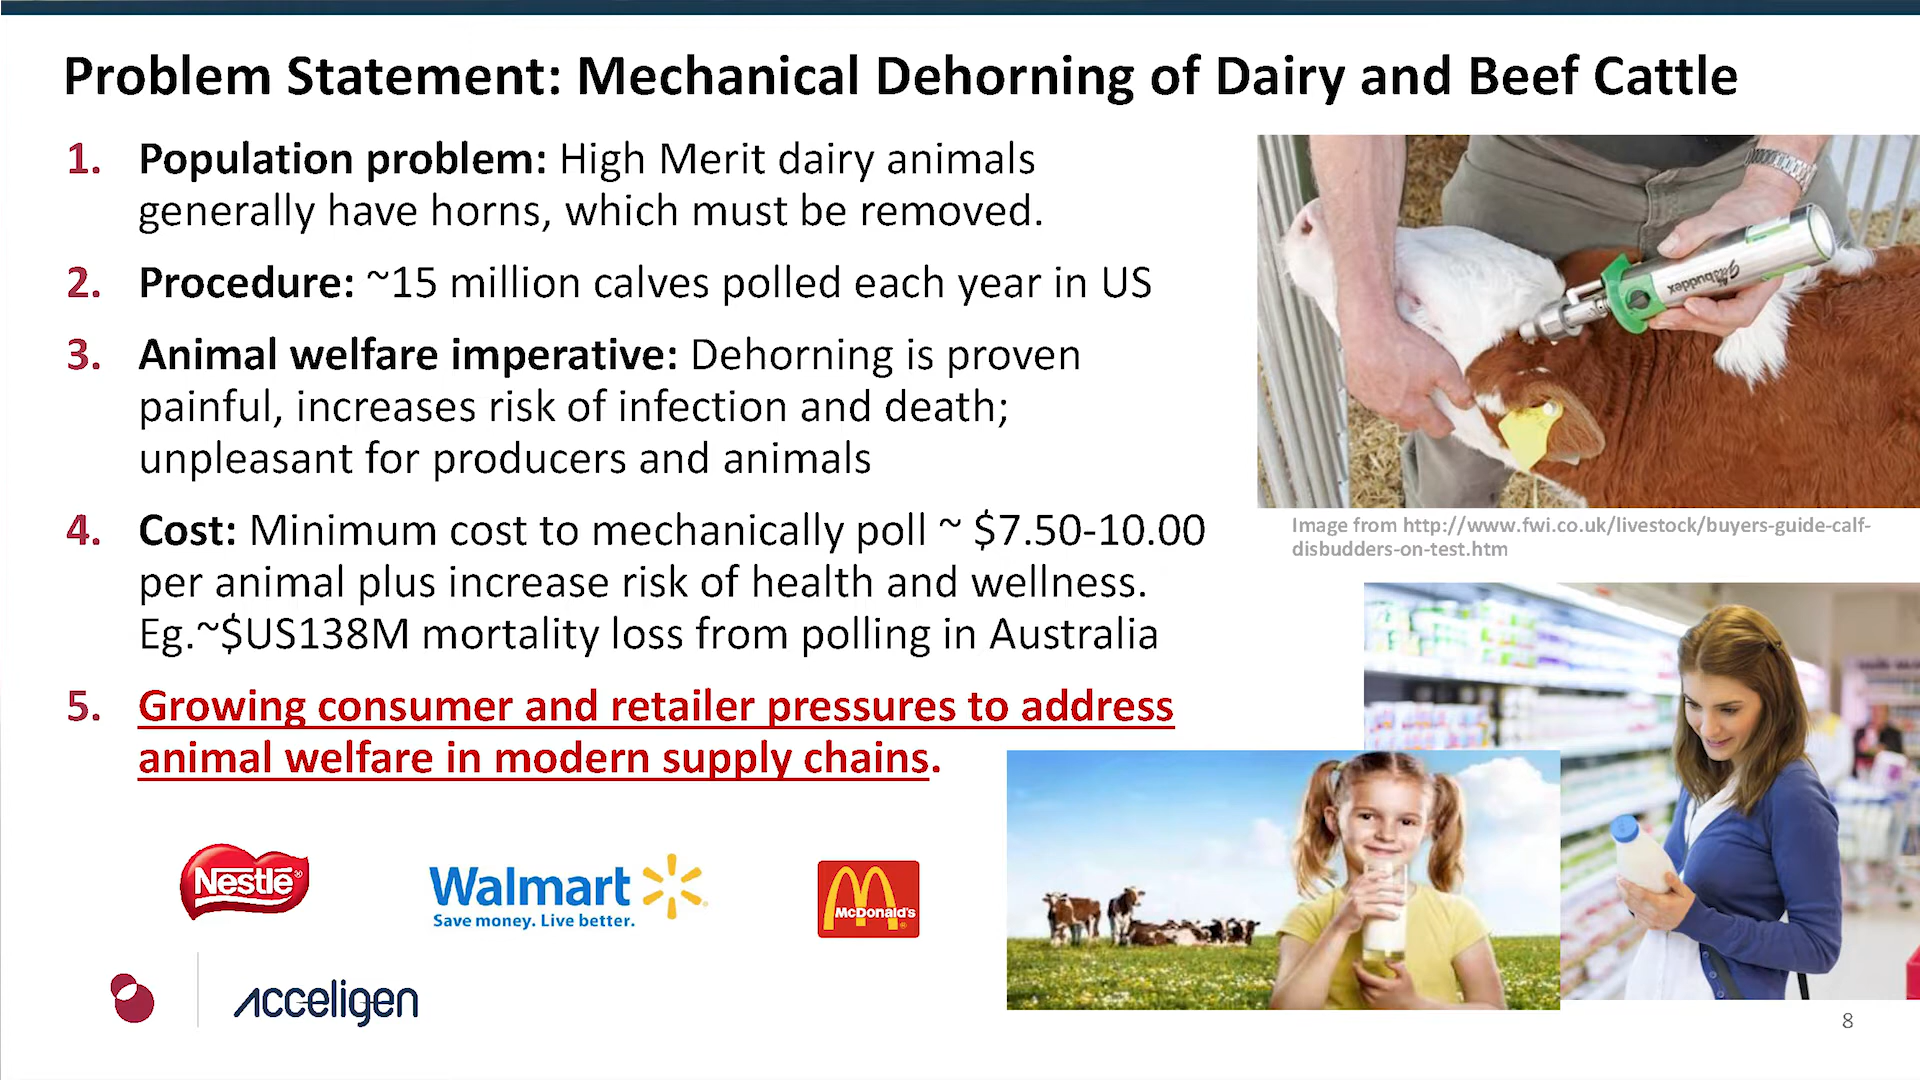 Problem Statement: Mechanical Dehorning of Dairy and Beef Cattle
1. Population problem: High Merit dairy animals
generally have horns, which must be removed.
2. Procedure: ~15 million calves polled each year in US
3. Animal welfare imperative: Dehorning is proven
painful, increases risk of infection and death;
unpleasant for producers and animals
4. Cost: Minimum cost to mechanically poll ~ $7.50-10.00
per animal plus increase risk of health and wellness.
Eg.~$US138M mortality loss from polling in Australia
5. Growing consumer and retailer pressures to address
animal welfare in modern supply chains.
Image from http://www.fwi.co.uk/livestock/buyers-guide-calf-
disbudders-on-test.htm
Nestlé®
Walmart
Save money. Live better.
McDonald's
®
Acceligen
8